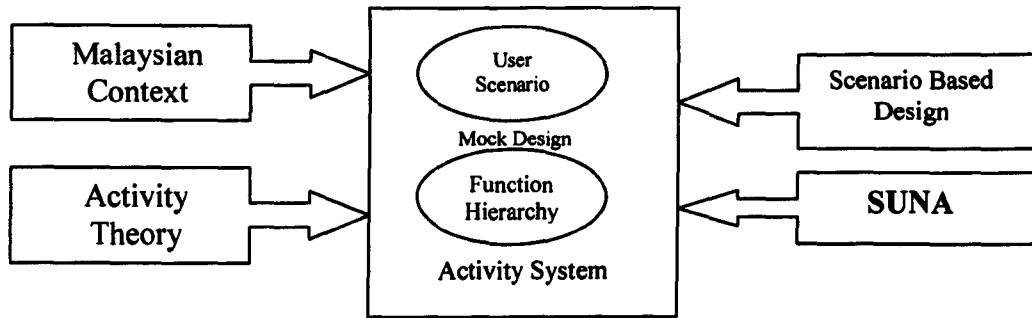 Malaysian
Context
Activity
Theory
User
Scenario
Mock Design
Function
Hierarchy
Activity System
Scenario Based
Design
SUNA